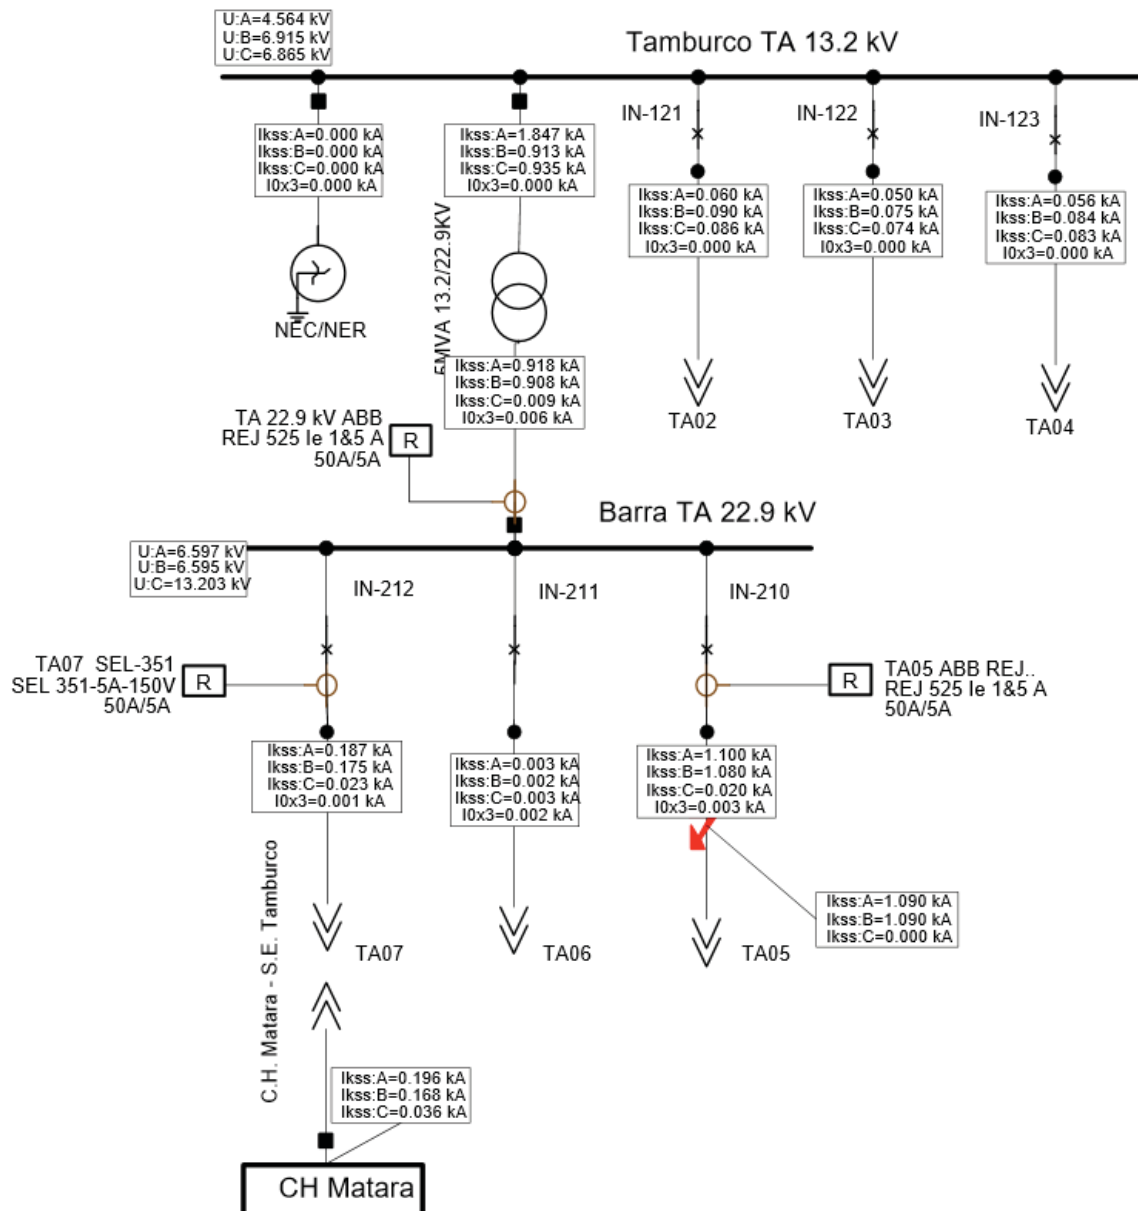 U:A=4.564 kV
U:B=6.915 kV
U:C=6.865 kV
Tamburco TA 13.2 kV
IN-121
IN-122
IN-123
Ikss:A=0.000 kA
Ikss:B=0.000 kA
Ikss:C=0.000 kA
I0x3=0.000 kA
Ikss:A=1.847 kA
Ikss:B=0.913 kA
Ikss:C=0.935 kA
I0x3=0.000 kA
Ikss:A=0.060 kA
Ikss:B=0.090 kA
Ikss:C=0.086 kA
I0x3=0.000 kA
Ikss:A=0.050 kA
Ikss:B=0.075 kA
Ikss:C=0.074 kA
I0x3=0.000 kA
Ikss:A=0.056 kA
Ikss:B=0.084 kA
Ikss:C=0.083 kA
I0x3=0.000 kA
NEC/NER
5MVA 13.2/22.9KV
Ikss:A=0.918 kA
Ikss:B=0.908 kA
Ikss:C=0.009 kA
I0x3=0.006 kA
TA02
TA03
TA04
TA 22.9 kV ABB
REJ 525 Ie 1&5 A
50A/5A
R
Barra TA 22.9 kV
U:A=6.597 kV
U:B=6.595 kV
U:C=13.203 kV
IN-212
IN-211
IN-210
TA07 SEL-351
SEL 351-5A-150V
50A/5A
R
R
TA05 ABB REJ..
REJ 525 Ie 1&5 A
50A/5A
Ikss:A=0.187 kA
Ikss:B=0.175 kA
Ikss:C=0.023 kA
I0x3=0.001 kA
Ikss:A=0.003 kA
Ikss:B=0.002 kA
Ikss:C=0.003 kA
I0x3=0.002 kA
Ikss:A=1.100 kA
Ikss:B=1.080 kA
Ikss:C=0.020 kA
I0x3=0.003 kA
Ikss:A=1.090 kA
Ikss:B=1.090 kA
Ikss:C=0.000 kA
TA07
TA06
TA05
C.H. Matara - S.E. Tamburco
Ikss:A=0.196 kA
Ikss:B=0.168 kA
Ikss:C=0.036 kA
CH Matara